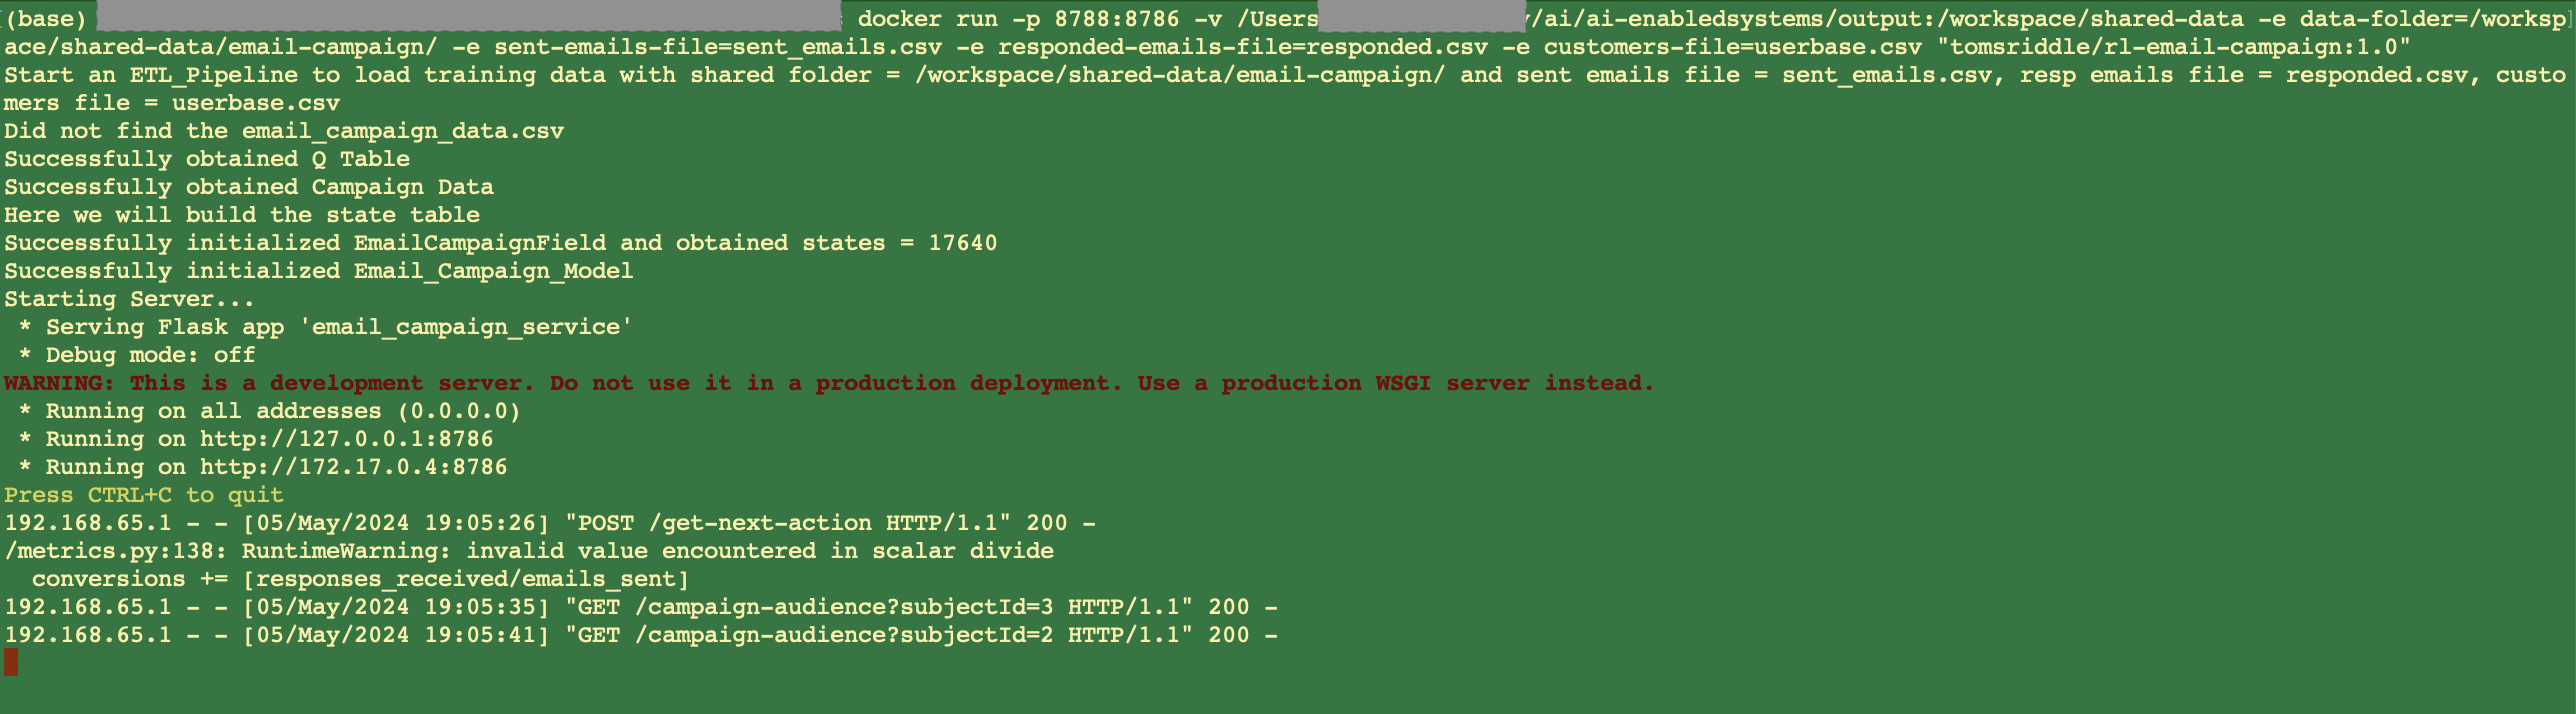 (base) docker run -p 8788:8786 -v /Users /ai/ai-enabledsystems/output:/workspace/shared-data -e data-folder=/worksp
ace/shared-data/email-campaign/ -e sent-emails-file=sent_emails.csv -e responded-emails-file=responded.csv -e customers-file=userbase.csv "tomsriddle/rl-email-campaign:1.0"
Start an ETL_Pipeline to load training data with shared folder = /workspace/shared-data/email-campaign/ and sent emails file = sent_emails.csv, resp emails file = responded.csv, custo
mers file = userbase.csv
Did not find the email_campaign_data.csv
Successfully obtained Q Table
Successfully obtained Campaign Data
Here we will build the state table
Successfully initialized EmailCampaignField and obtained states = 17640
Successfully initialized Email_Campaign_Model
Starting Server...
 * Serving Flask app 'email_campaign_service'
 * Debug mode: off
WARNING: This is a development server. Do not use it in a production deployment. Use a production WSGI server instead.
 * Running on all addresses (0.0.0.0)
 * Running on http://127.0.0.1:8786
 * Running on http://172.17.0.4:8786
Press CTRL+C to quit
192.168.65.1 - - [05/May/2024 19:05:26] "POST /get-next-action HTTP/1.1" 200 -
/metrics.py:138: RuntimeWarning: invalid value encountered in scalar divide
  conversions += [responses_received/emails_sent]
192.168.65.1 - - [05/May/2024 19:05:35] "GET /campaign-audience?subjectId=3 HTTP/1.1" 200 -
192.168.65.1 - - [05/May/2024 19:05:41] "GET /campaign-audience?subjectId=2 HTTP/1.1" 200 -